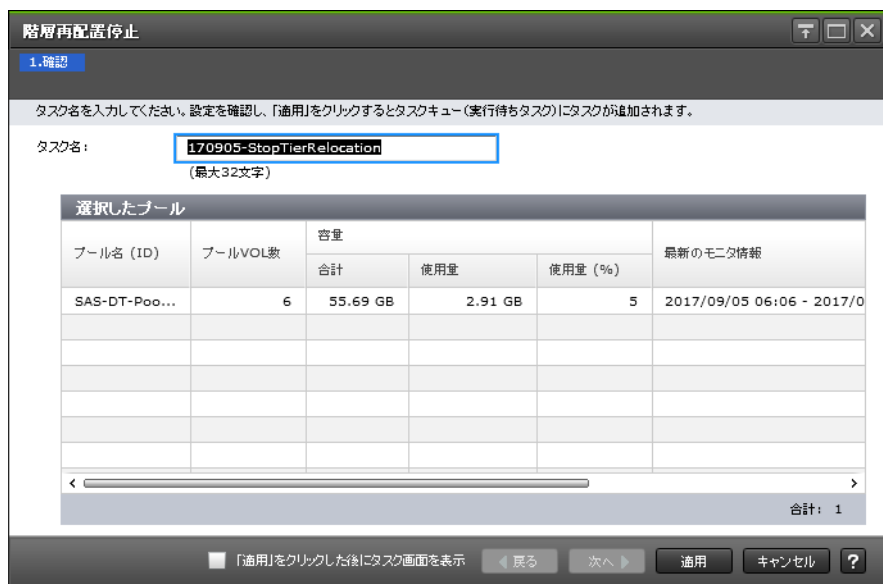 階層再配置停止
1.確認
タスク名を入力してください。設定を確認し、「適用」をクリックするとタスクキュー(実行待ちタスク)にタスクが追加されます。
タスク名:
170905-StopTierRelocation
(最大32文字)
選択したプール
プール名 (ID)
プールVOL数
容量
合計
使用量
使用量 (%)
最新のモニタ情報
SAS-DT-Poo...
6
55.69 GB
2.91 GB
5
2017/09/05 06:06 - 2017/0
合計: 1
「適用」をクリックした後にタスク画面を表示
戻る
次へ
適用
キャンセル
?